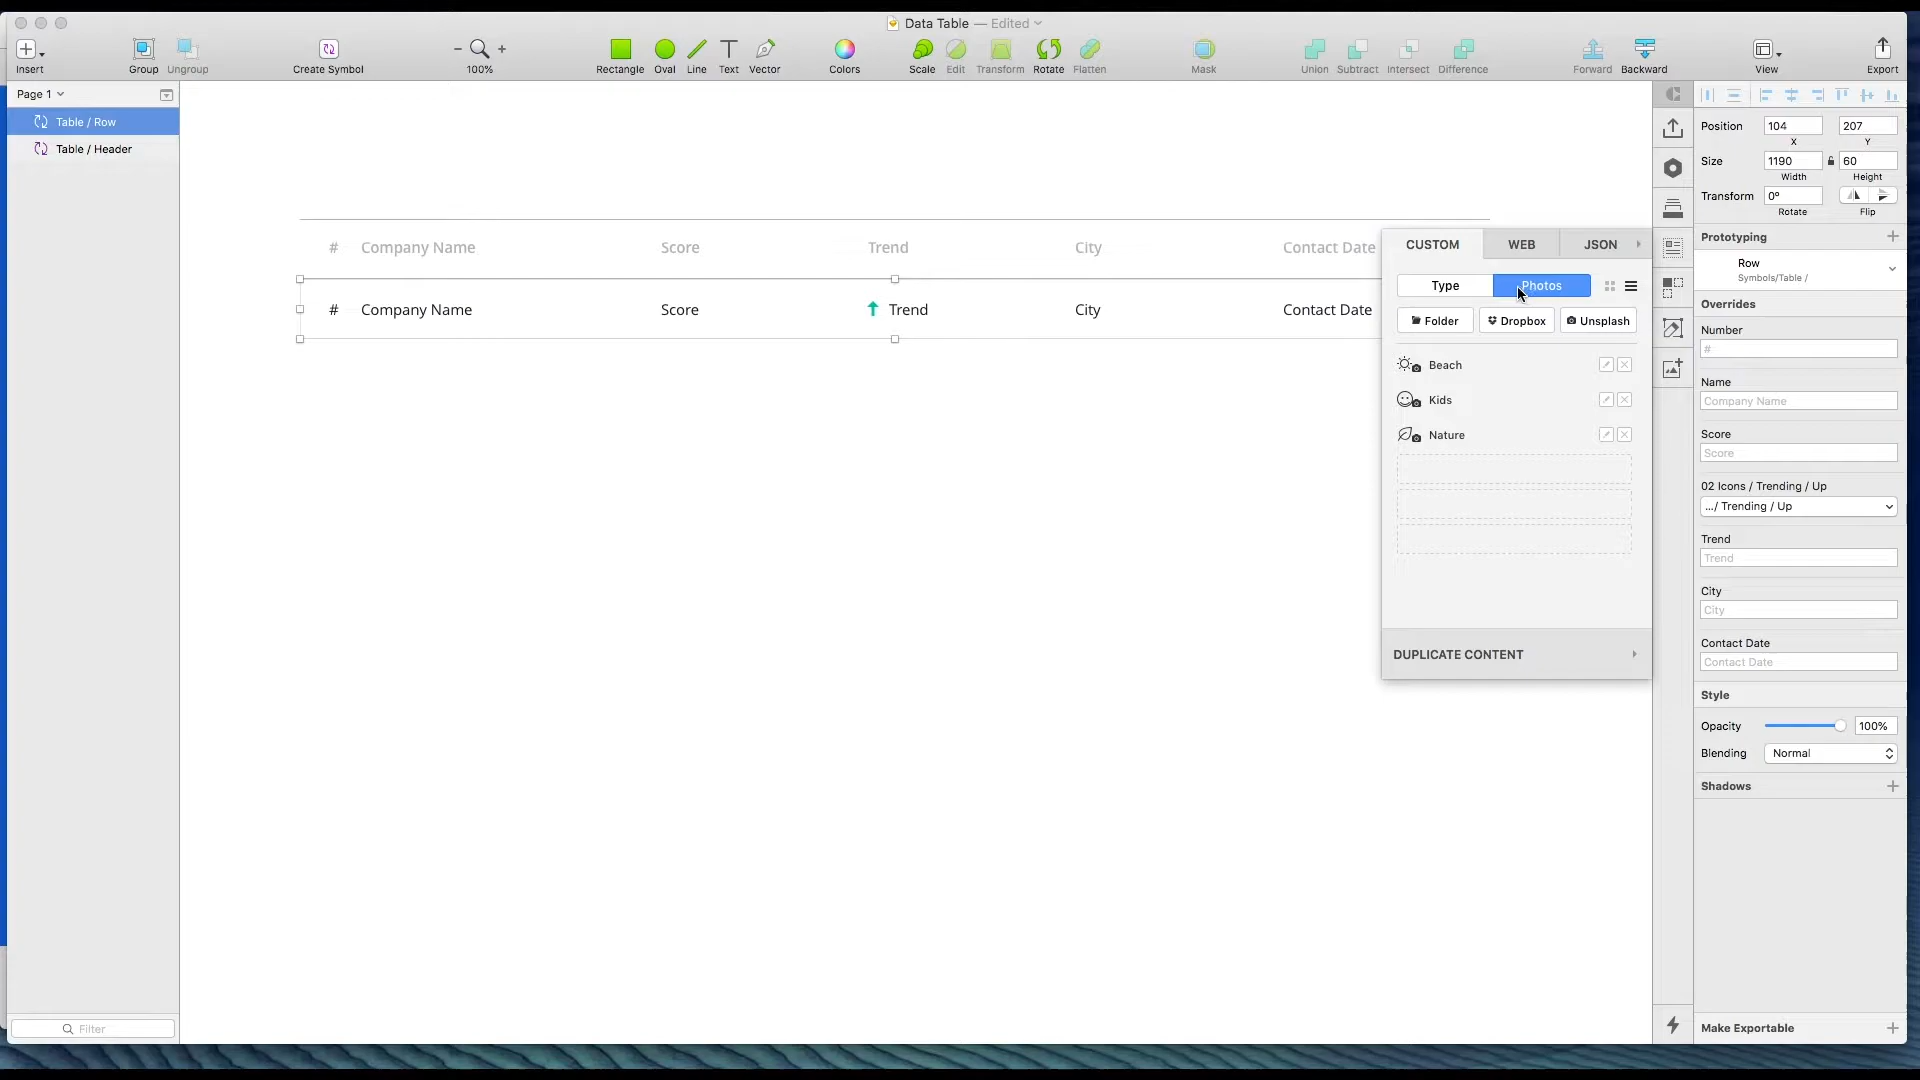 Data Table — Edited
Insert
Group
Ungroup
Create Symbol
100%
Rectangle
Oval
Line
Text
Vector
Colors
Scale
Edit
Transform
Rotate
Flatten
Mask
Union
Subtract
Intersect
Difference
Forward
Backward
View
Export
Page 1
Table / Row
Table / Header
Filter
# Company Name Score Trend City Contact Date
# Company Name Score Trend City Contact Date
CUSTOM WEB JSON
Type Photos
Folder Dropbox Unsplash
Beach
Kids
Nature
DUPLICATE CONTENT
Position 104 207
X Y
Size 1190 60
Width Height
Transform 0º
Rotate Flip
Prototyping
Row
Symbols/Table /
Overrides
Number
#
Name
Company Name
Score
Score
02 Icons / Trending / Up
.../ Trending / Up
Trend
Trend
City
City
Contact Date
Contact Date
Style
Opacity 100%
Blending Normal
Shadows
Make Exportable